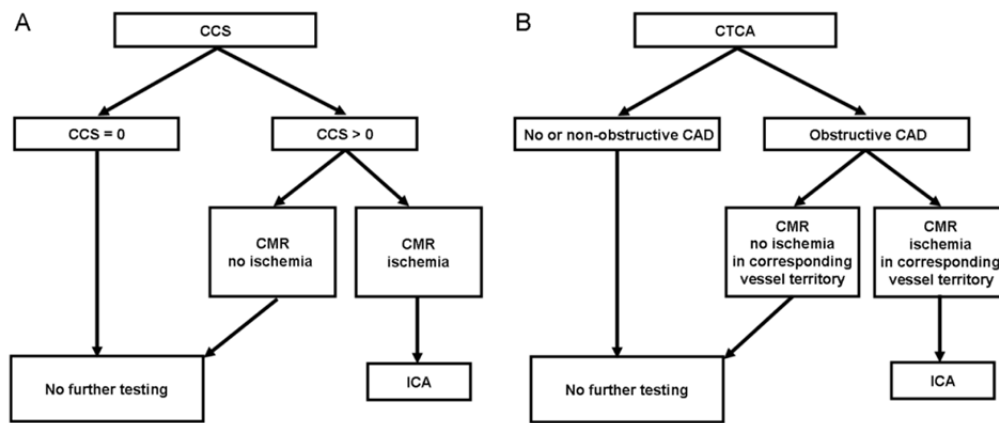 A
CCS
CCS = 0
CCS > 0
CMR
no ischemia
CMR
ischemia
No further testing
ICA
B
CTCA
No or non-obstructive CAD
Obstructive CAD
CMR
no ischemia
in corresponding
vessel territory
CMR
ischemia
in corresponding
vessel territory
No further testing
ICA